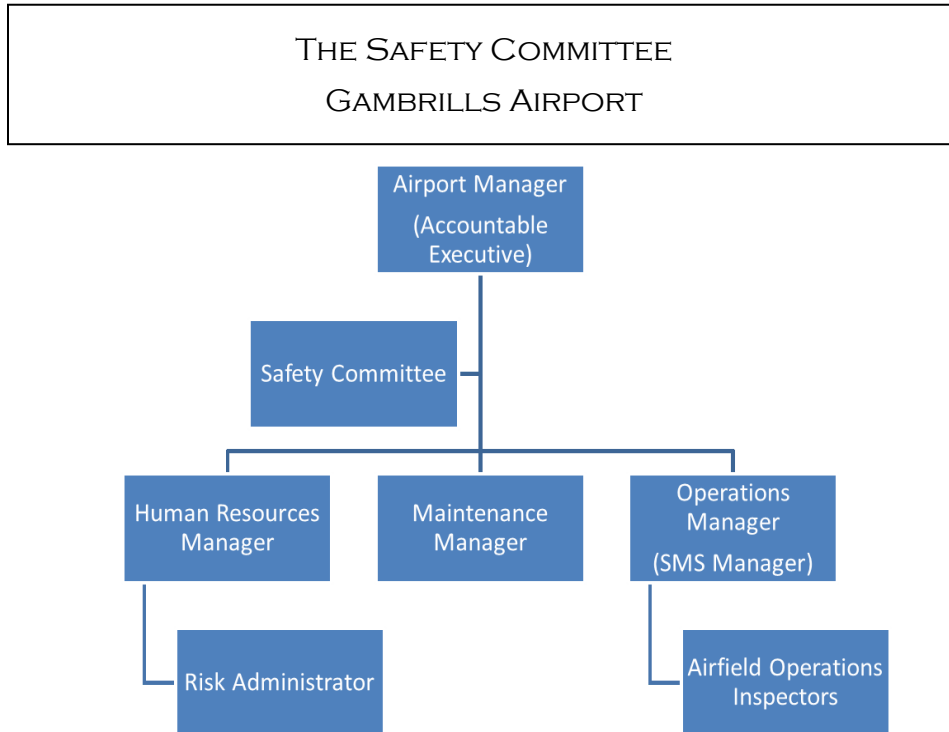 THE SAFETY COMMITTEE
GAMBRILLS AIRPORT
Airport Manager
(Accountable
Executive)
Safety Committee
Human Resources
Manager
Maintenance
Manager
Operations
Manager
(SMS Manager)
Risk Administrator
Airfield Operations
Inspectors